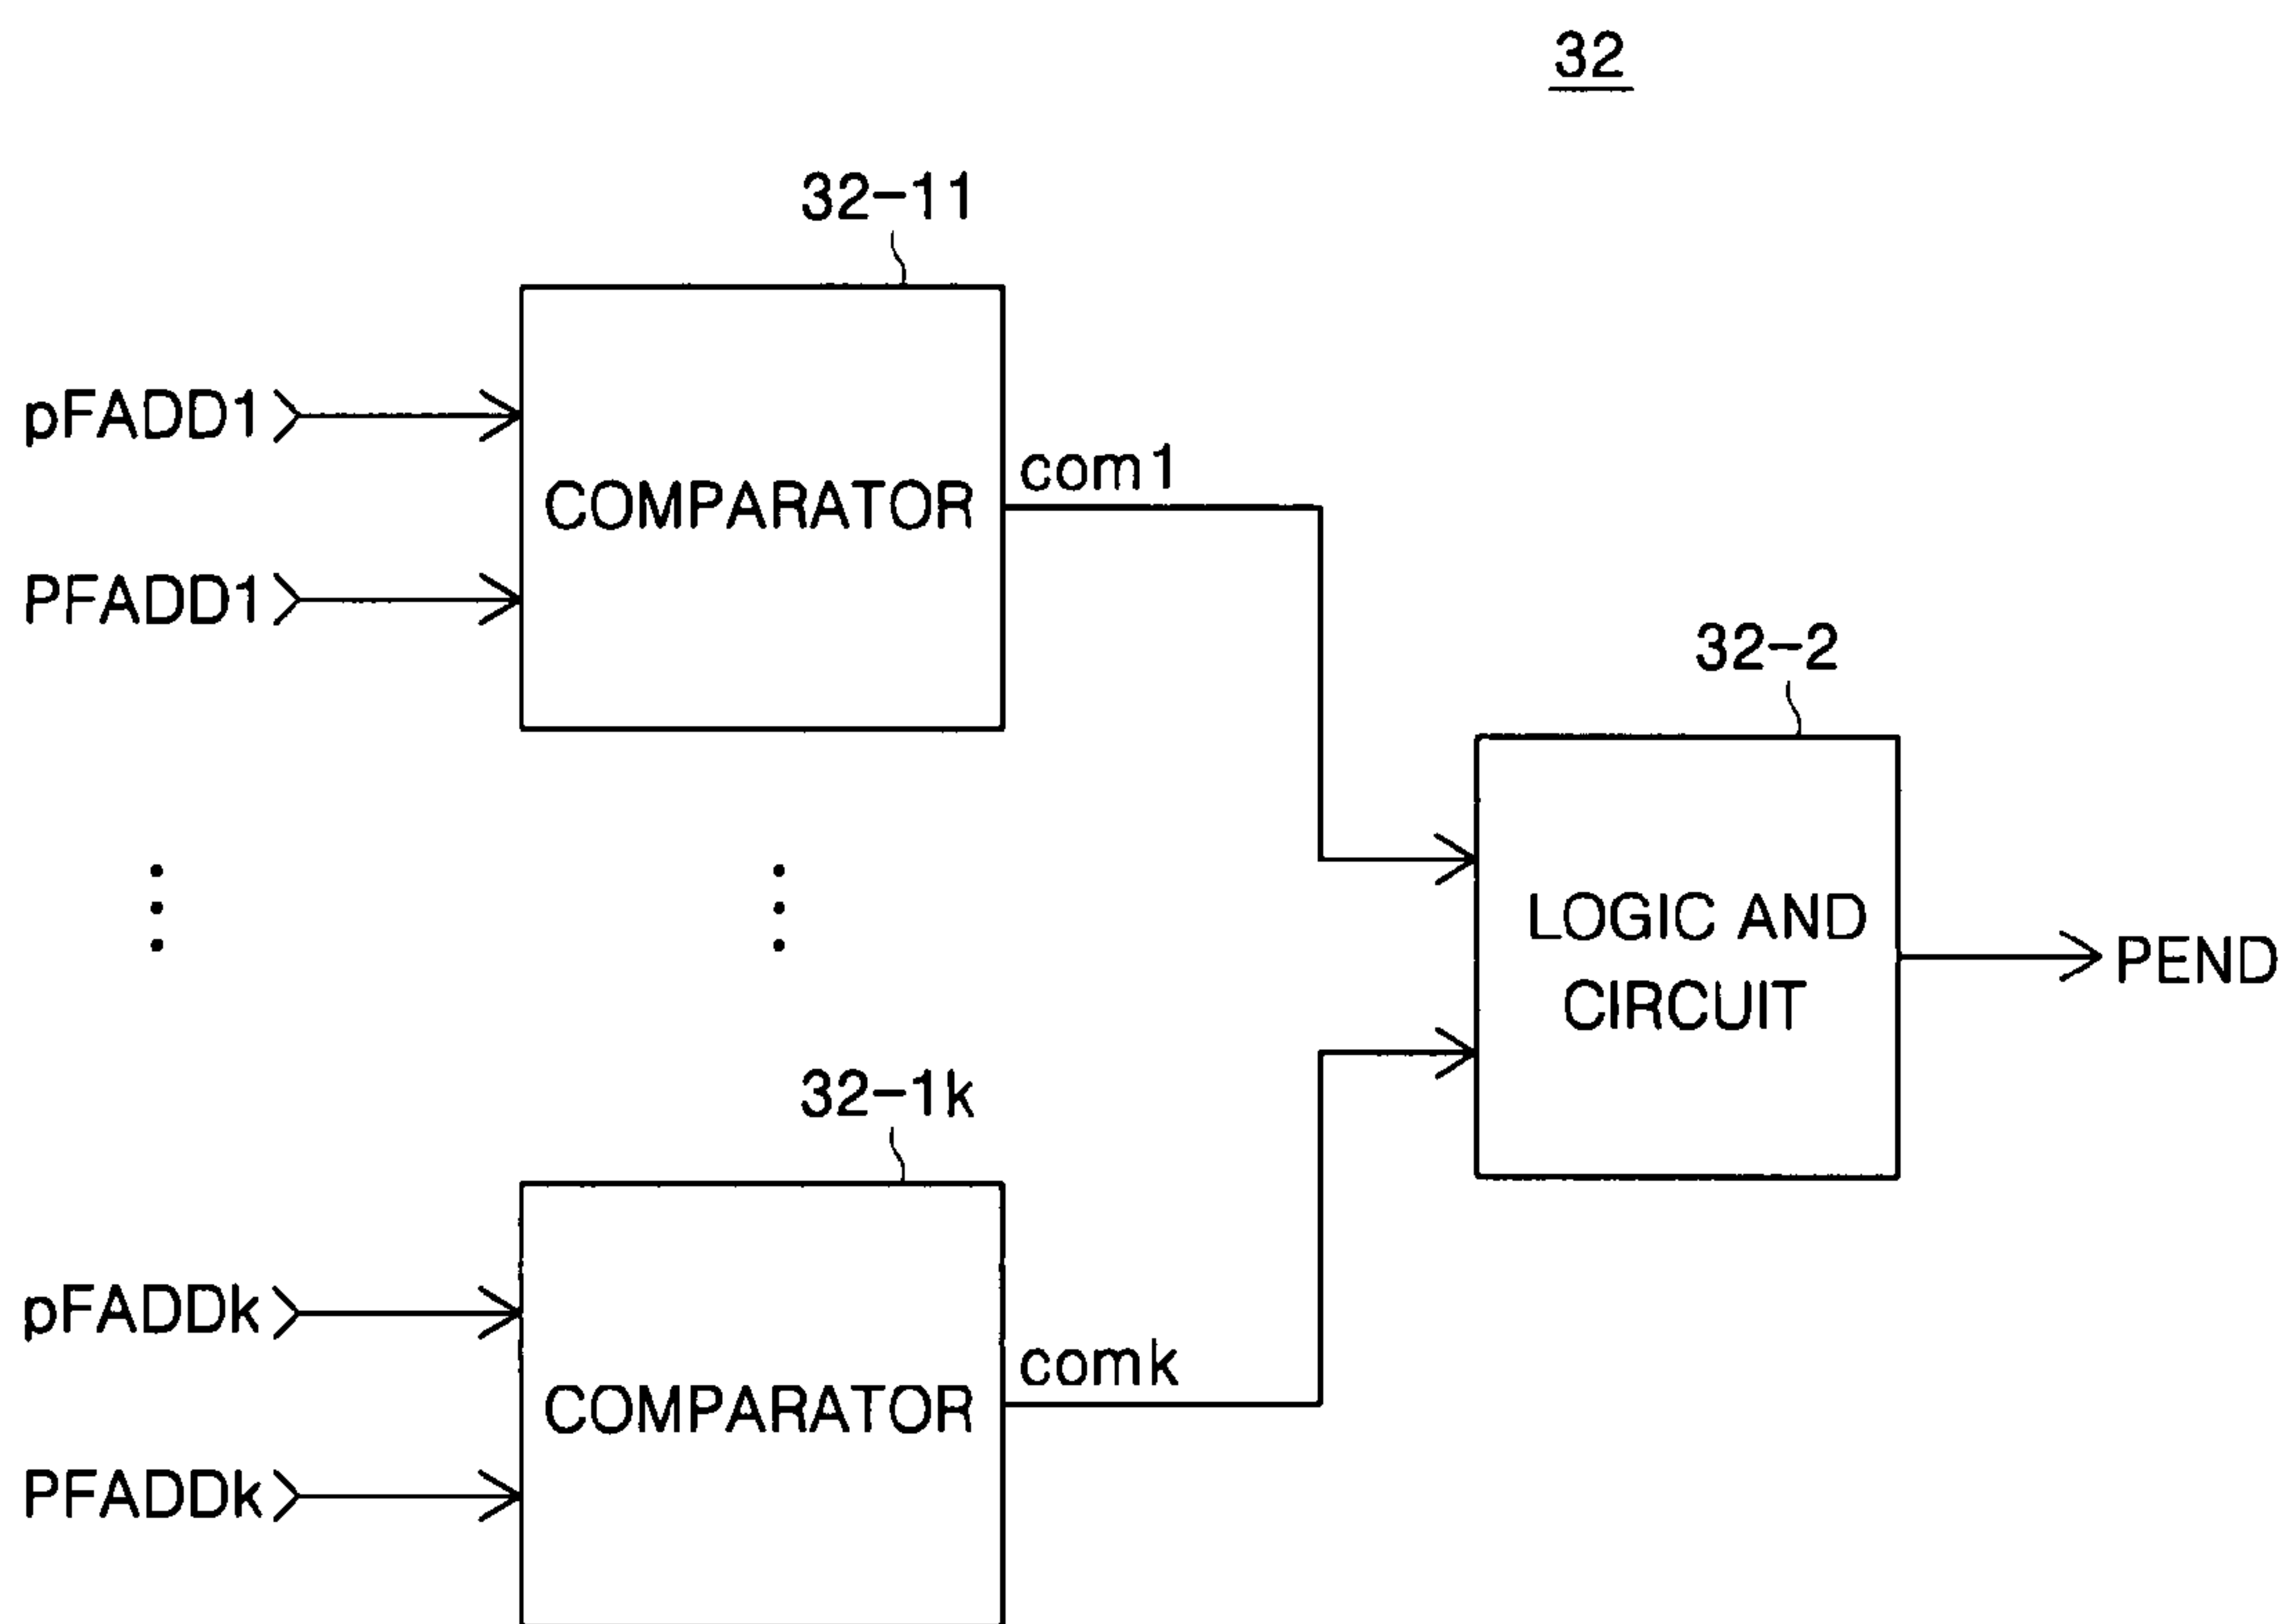 32
32-11
pFADD1
COMPARATOR
com1
PFADD1
32-2
LOGIC AND
CIRCUIT
PEND
32-1k
pFADDk
COMPARATOR
comk
PFADDk